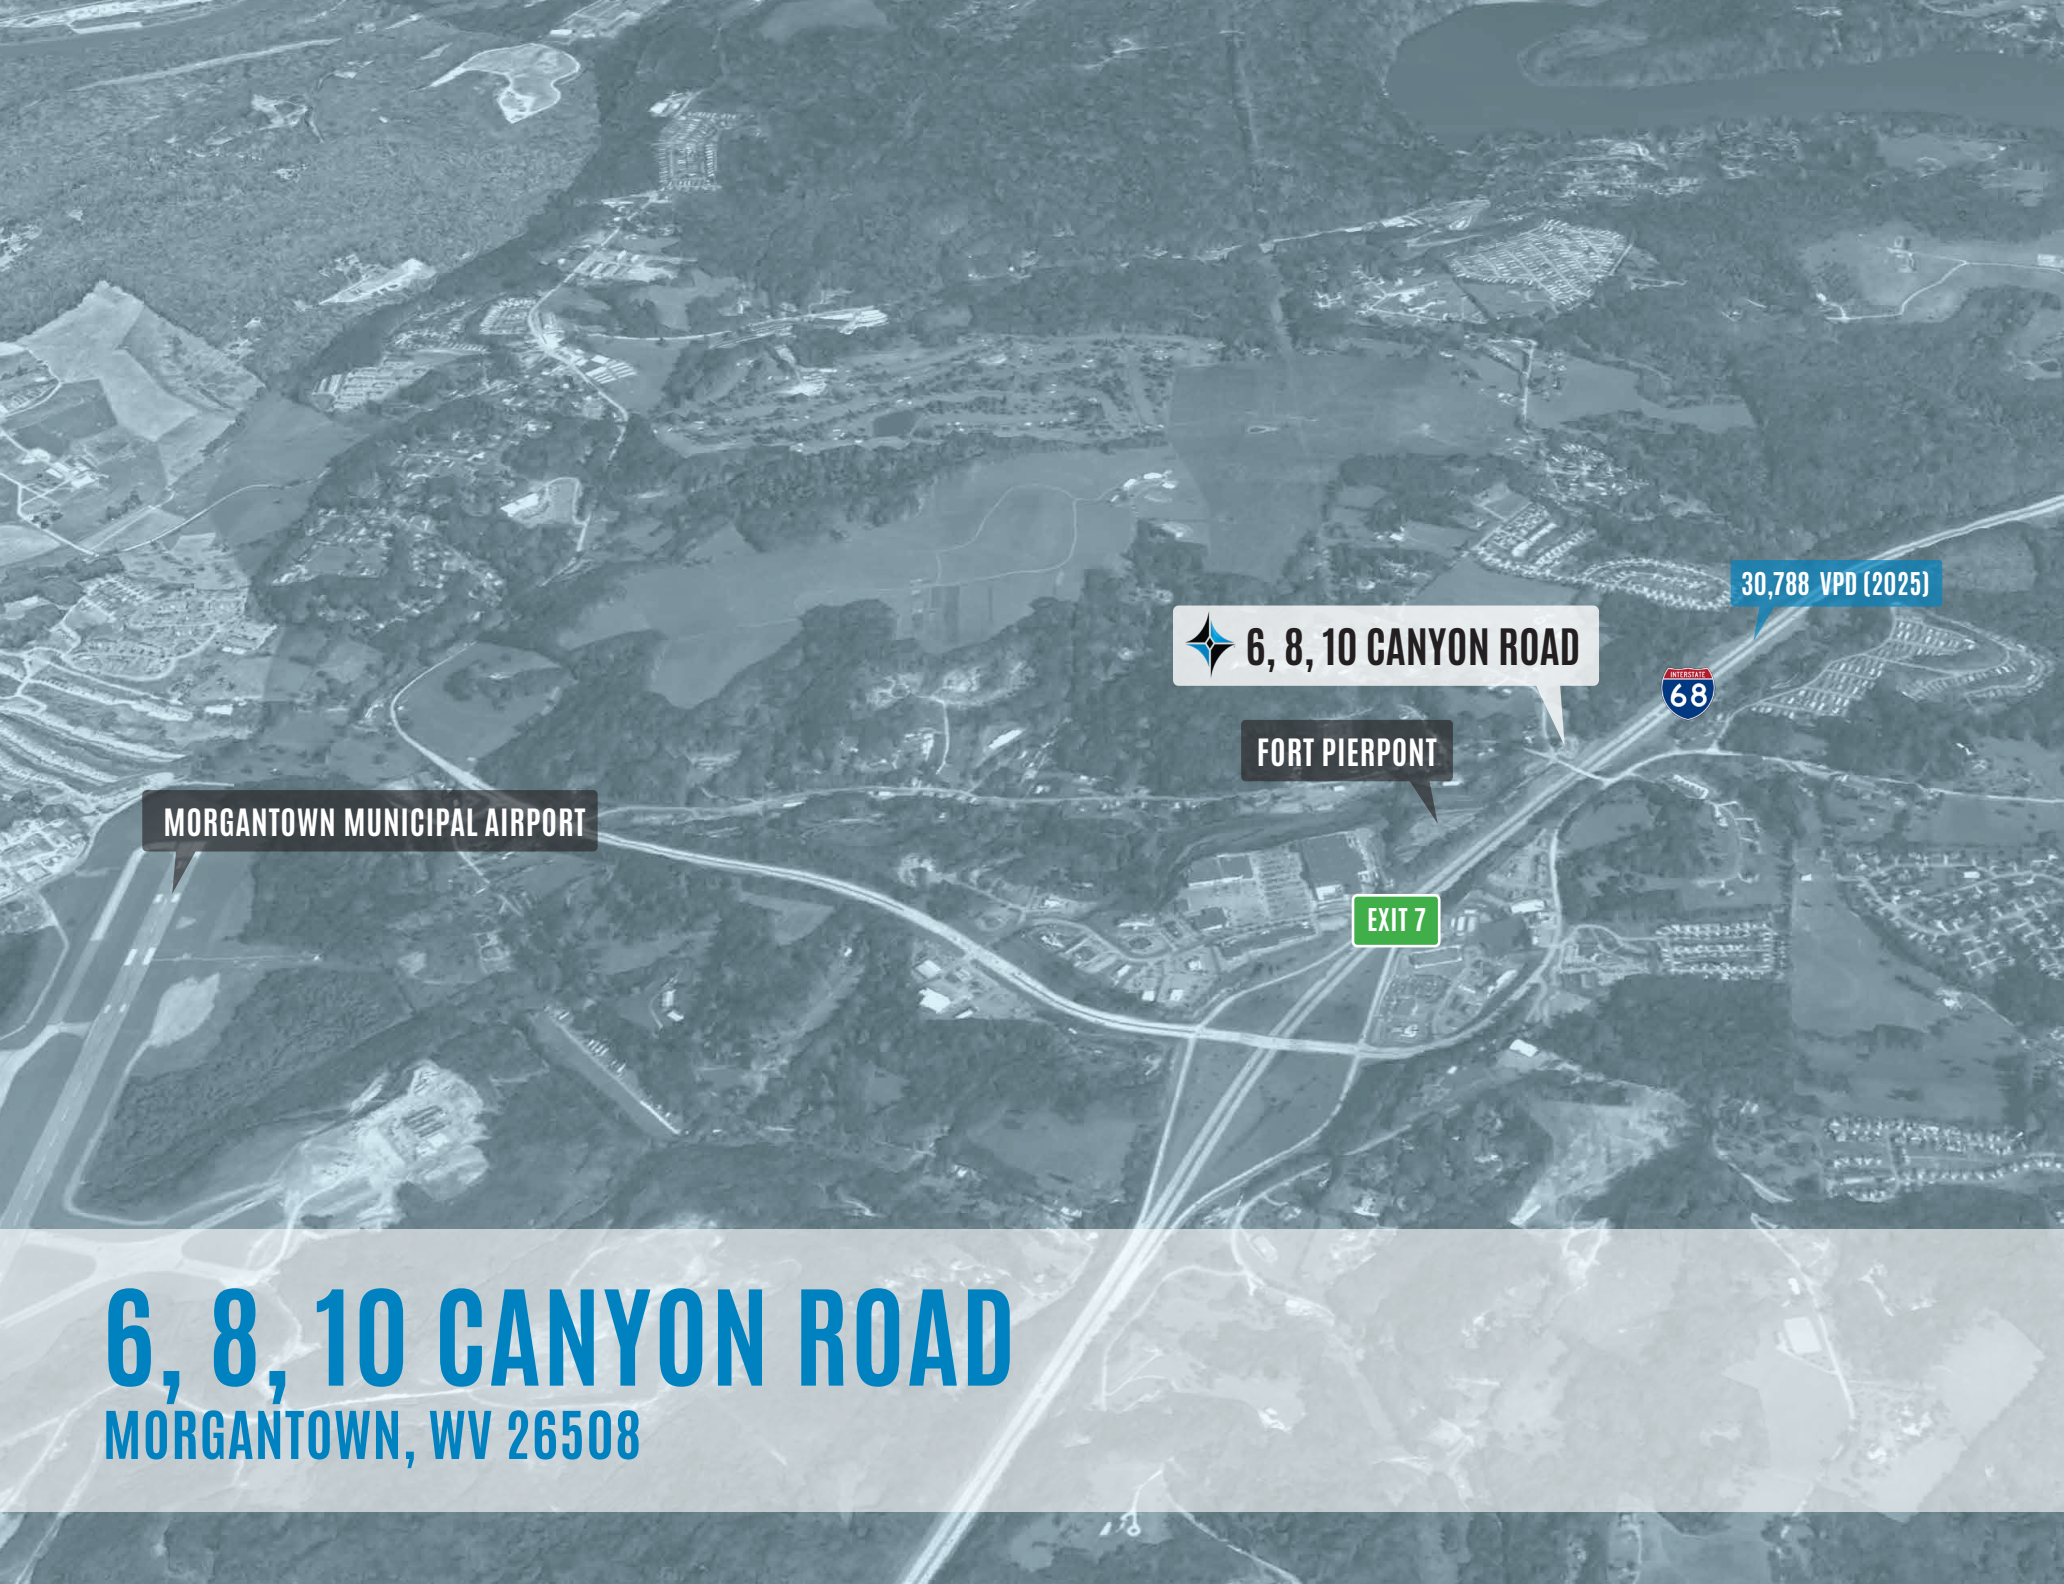 30,788 VPD (2025)
6, 8, 10 CANYON ROAD
INTERSTATE
68
FORT PIERPONT
MORGANTOWN MUNICIPAL AIRPORT
EXIT 7
6, 8, 10 CANYON ROAD
MORGANTOWN, WV 26508